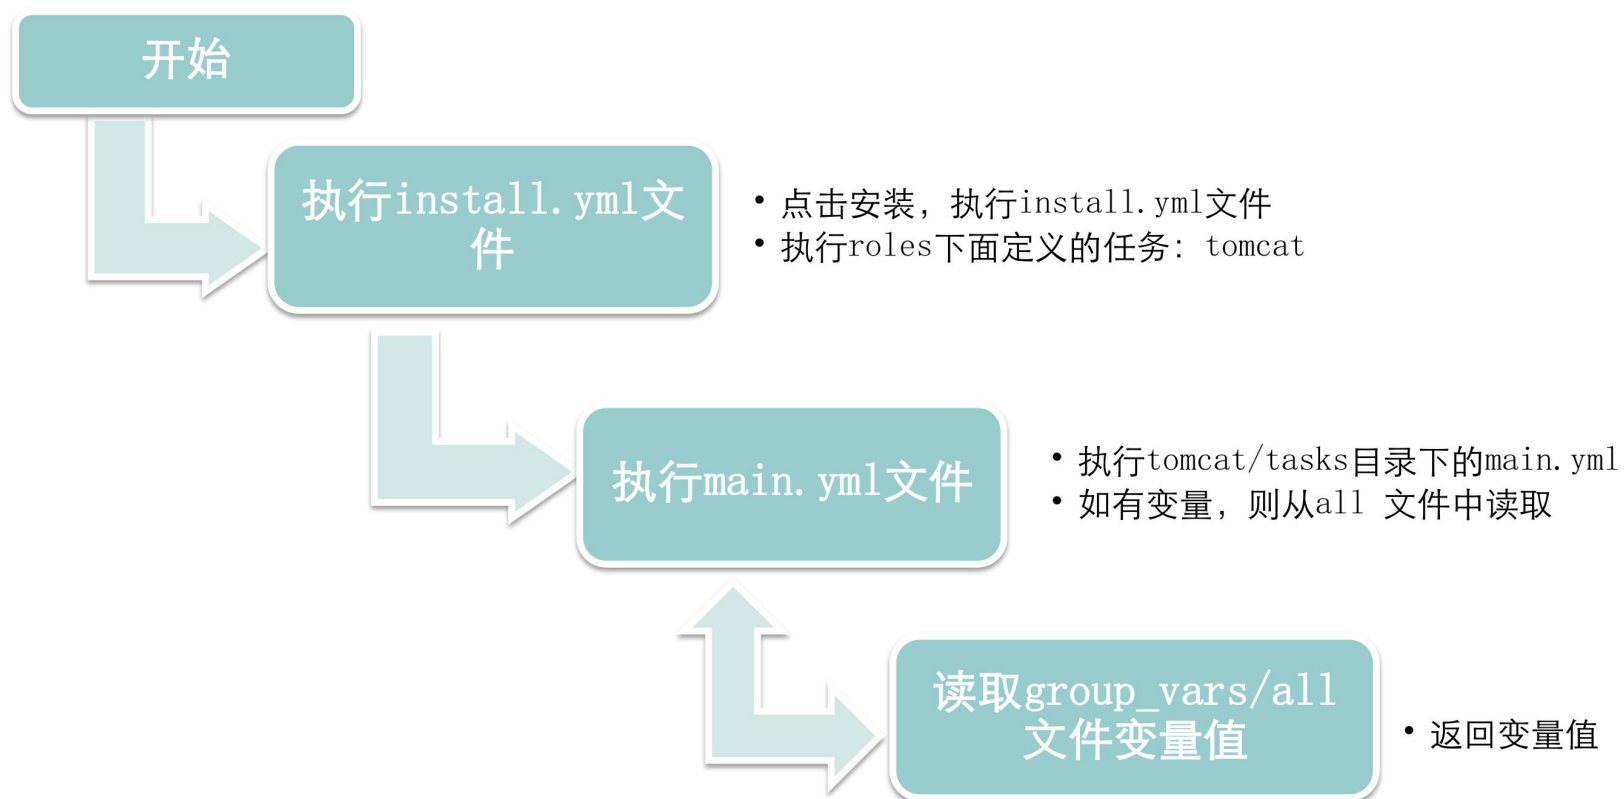 开始
执行install.yml文
件
• 点击安装，执行install.yml文件
• 执行roles下面定义的任务：tomcat
执行main.yml文件
• 执行tomcat/tasks目录下的main.yml
• 如有变量，则从all 文件中读取
读取group_vars/all
文件变量值
• 返回变量值